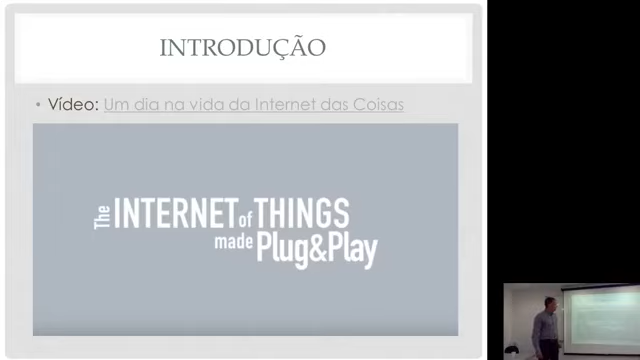 INTRODUÇÃO
• Vídeo: Um dia na vida da Internet das Coisas
The INTERNET of THINGS
made Plug&Play